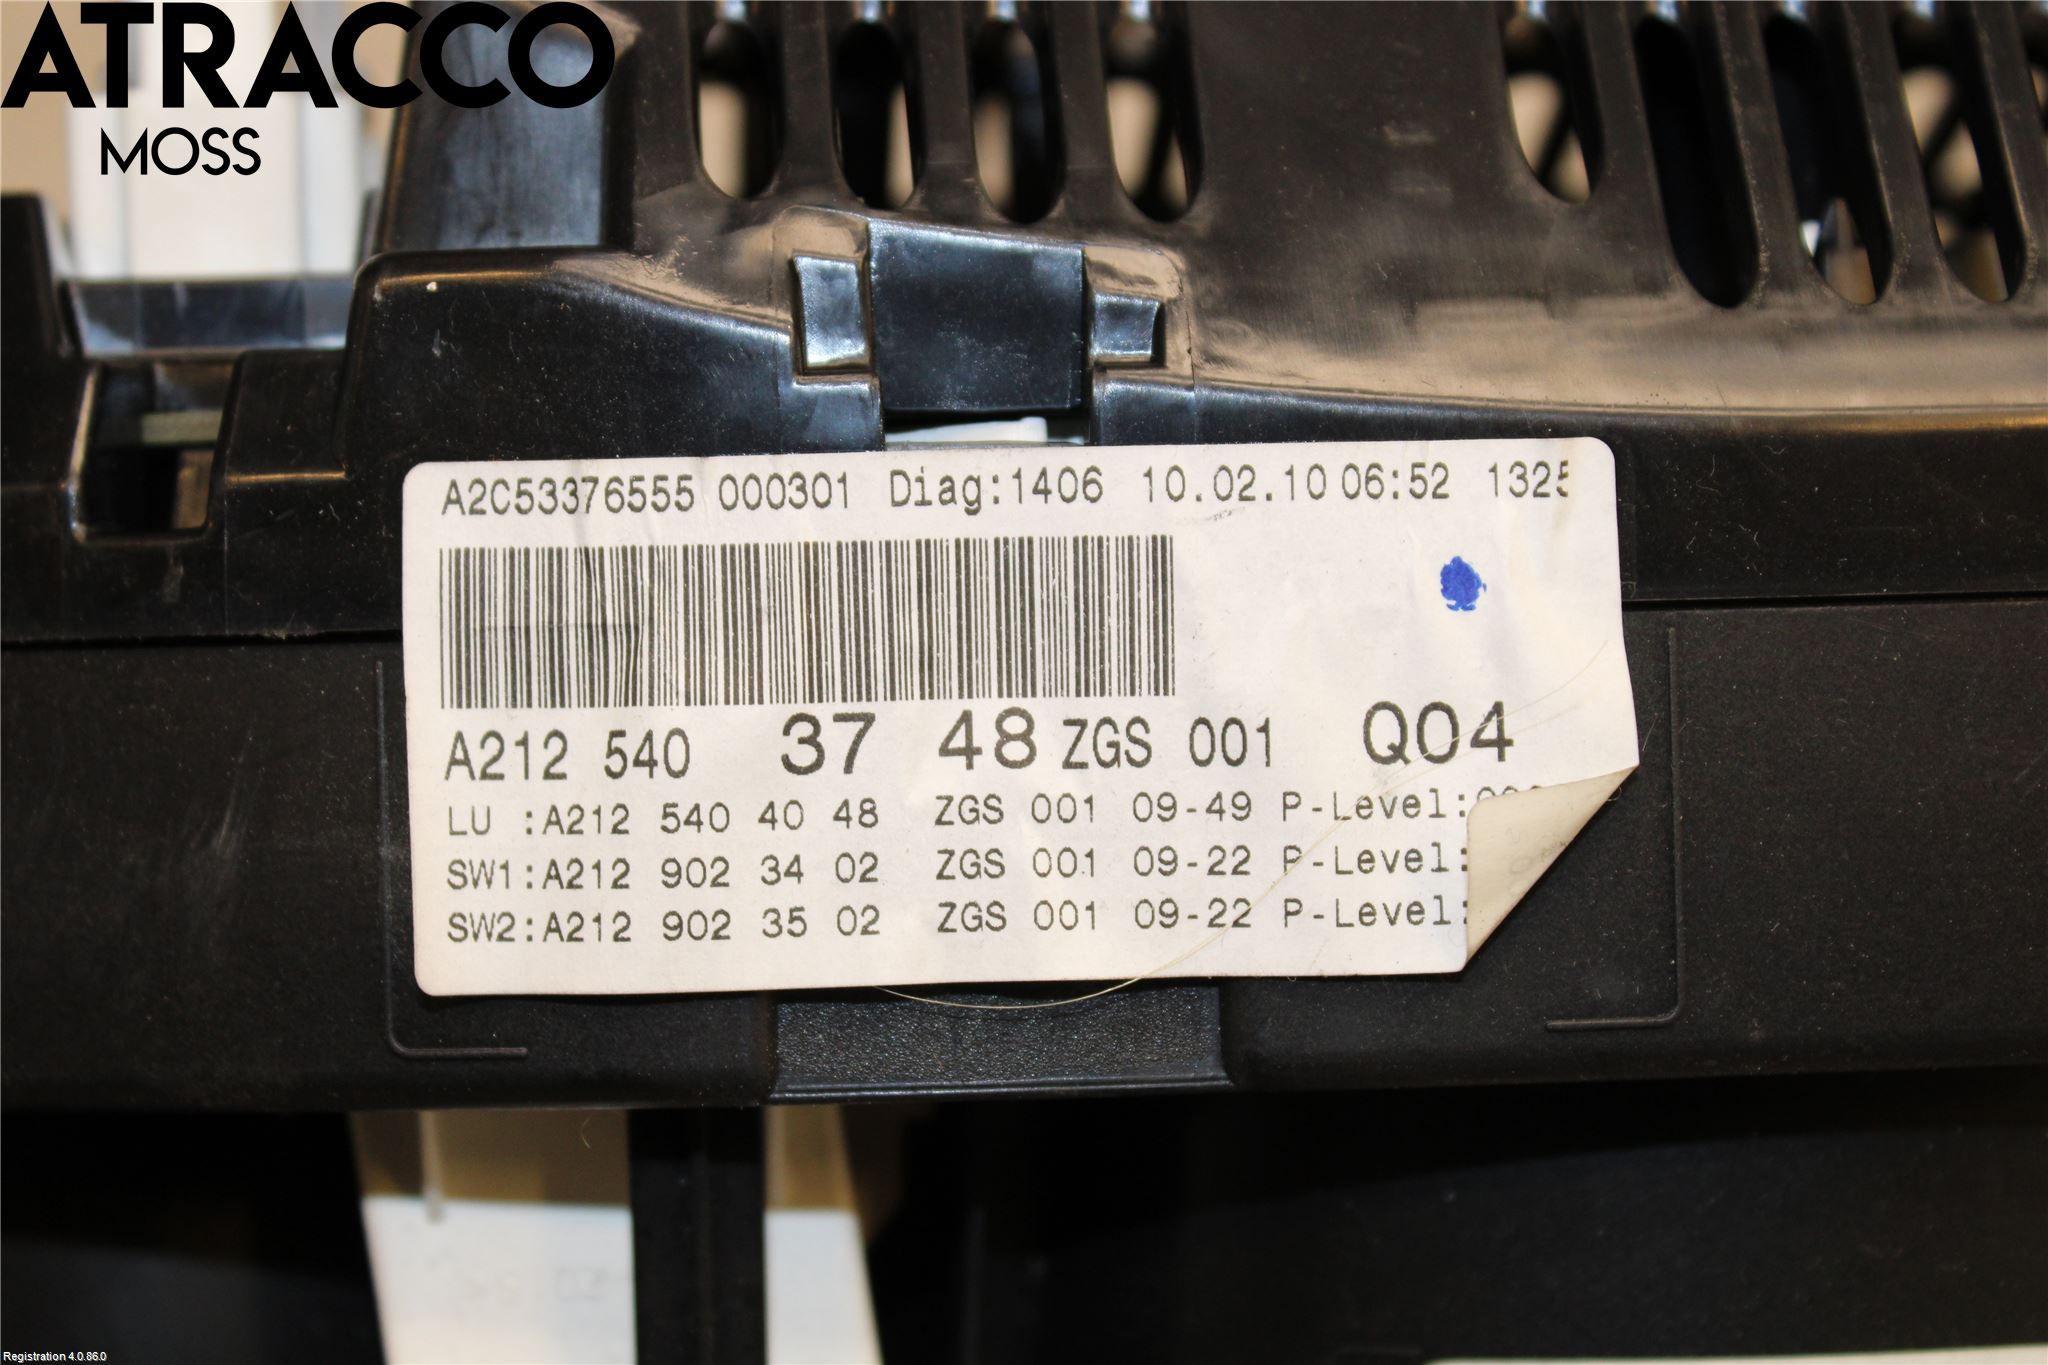 ATRACCO
MOSS
A2C53376555 000301 Diag:1406 10.02.10 06:52 1325
A212 540 37 48 ZGS 001 Q04
LU :A212 540 40 48 ZGS 001 09-49 P-Level:
SW1:A212 902 34 02 ZGS 001 09-22 P-Level:
SW2:A212 902 35 02 ZGS 001 09-22 P-Level:
Registration 4.0.86.0